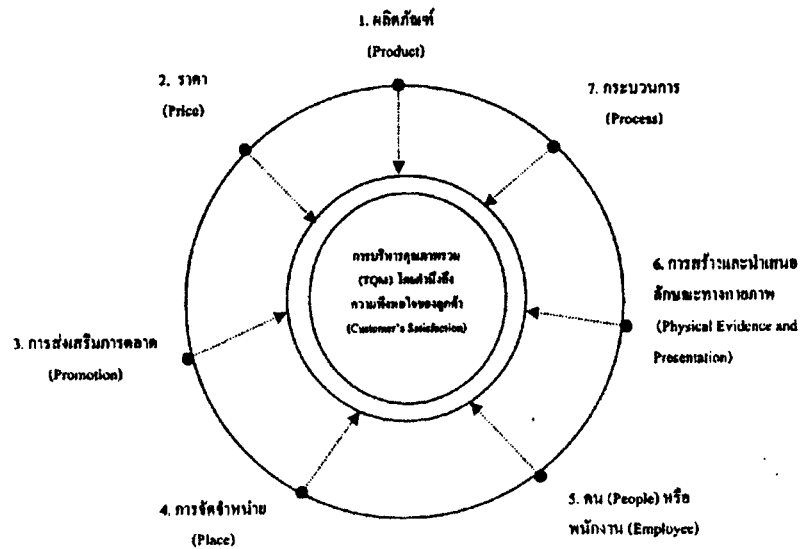 1. ผลิตภัณฑ์
(Product)
2. ราคา
(Price)
7. กระบวนการ
(Process)
การบริหารคุณภาพรวม
(TQM) โดยคำนึงถึง
ความพึงพอใจของลูกค้า
(Customer's Satisfaction)
6. การสร้างและนำเสนอ
ลักษณะทางกายภาพ
(Physical Evidence and
Presentation)
3. การส่งเสริมการตลาด
(Promotion)
4. การจัดจำหน่าย
(Place)
5. คน (People) หรือ
พนักงาน (Employee)